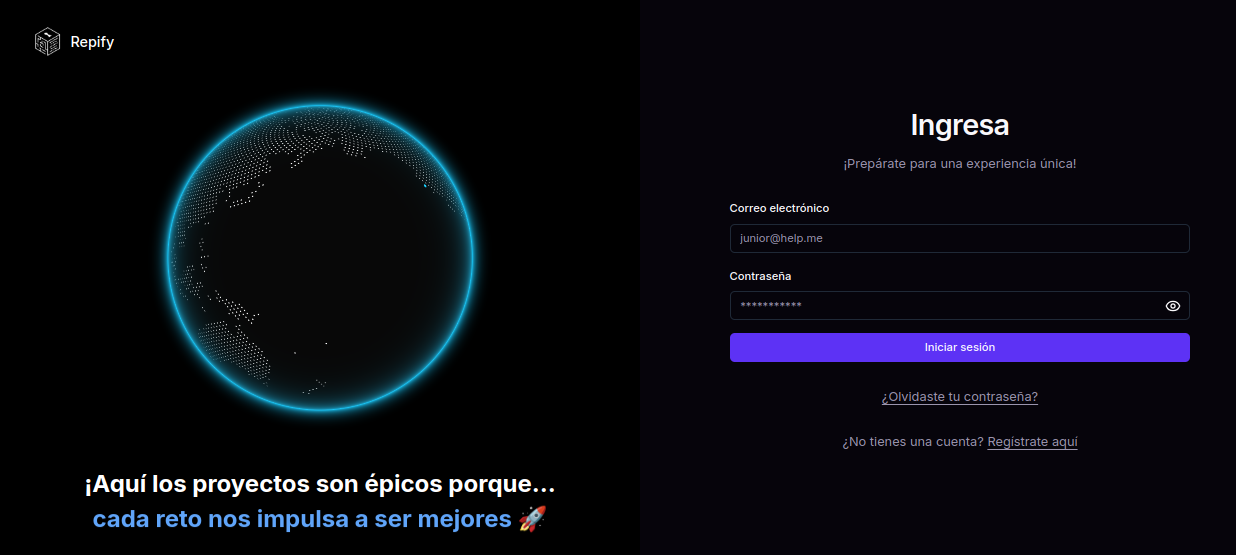 Repify
¡Aquí los proyectos son épicos porque...
cada reto nos impulsa a ser mejores 🚀
Ingresa
¡Prepárate para una experiencia única!
Correo electrónico
junior@help.me
Contraseña
***********
Iniciar sesión
¿Olvidaste tu contraseña?
¿No tienes una cuenta? Regístrate aquí